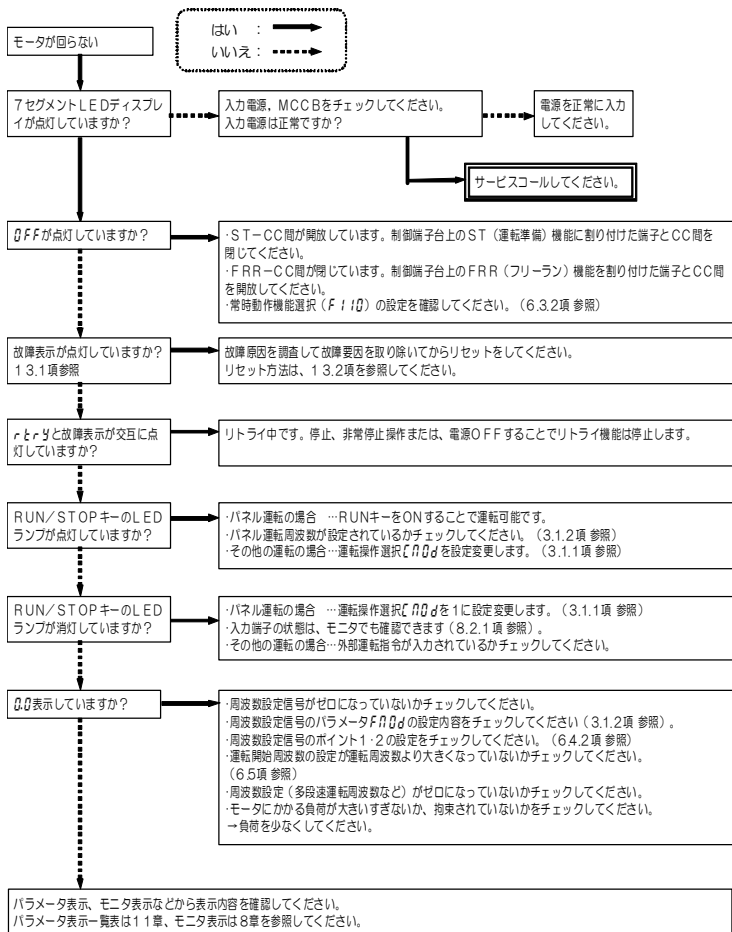 はい :
いいえ :
モータが回らない
7セグメントLEDディスプレ
イが点灯していますか?
入力電源,MCCBをチェックしてください。
入力電源は正常ですか?
電源を正常に入力
してください。
サービスコールしてください。
OFFが点灯していますか?
・ST-CC間が開放しています。制御端子台上のST(運転準備)機能に割り付けた端子とCC間を
閉じてください。
・FRR-CC間が閉じています。制御端子台上のFRR(フリーラン)機能を割り付けた端子とCC間
を開放してください。
・常時動作機能選択(F110)の設定を確認してください。(6.3.2項 参照)
故障表示が点灯していますか?
13.1項参照
故障原因を調査して故障要因を取り除いてからリセットをしてください。
リセット方法は、13.2項を参照してください。
rtryと故障表示が交互に点
灯していますか?
リトライ中です。停止、非常停止操作または、電源OFFすることでリトライ機能は停止します。
RUN/STOPキーのLED
ランプが点灯していますか?
・パネル運転の場合 …RUNキーをONすることで運転可能です。
・パネル運転周波数が設定されているかチェックしてください。(3.1.2項 参照)
・その他の運転の場合…運転操作選択CMOdを設定変更します。(3.1.1項 参照)
RUN/STOPキーのLED
ランプが消灯していますか?
・パネル運転の場合 …運転操作選択CMOdを1に設定変更します。(3.1.1項 参照)
・入力端子の状態は、モニタでも確認できます(8.2.1項 参照)。
・その他の運転の場合…外部運転指令が入力されているかチェックしてください。
0.0表示していますか?
・周波数設定信号がゼロになっていないかチェックしてください。
・周波数設定信号のパラメータFMOdの設定内容をチェックしてください(3.1.2項 参照)。
・周波数設定信号のポイント1・2の設定をチェックしてください。(6.4.2項 参照)
・運転開始周波数の設定が運転周波数より大きくなっていないかチェックしてください。
(6.5項 参照)
・周波数設定(多段速運転周波数など)がゼロになっていないかチェックしてください。
・モータにかかる負荷が大きいすぎないか、拘束されていないかをチェックしてください。
→負荷を少なくしてください。
パラメータ表示、モニタ表示などから表示内容を確認してください。
パラメータ表示一覧表は11章、モニタ表示は8章を参照してください。